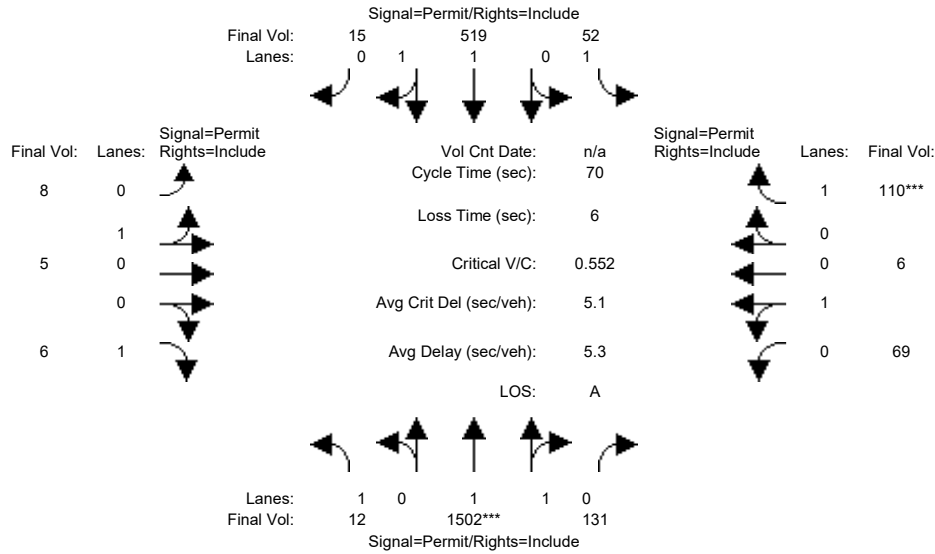 Signal=Permit/Rights=Include
Final Vol: 15 519 52
Lanes: 0 1 1 0 1
Signal=Permit Signal=Permit
Final Vol: Lanes: Rights=Include Vol Cnt Date: n/a Rights=Include Lanes: Final Vol:
Cycle Time (sec): 70
8 0 1 110***
Loss Time (sec): 6
1 0
5 0 Critical V/C: 0.552 0 6
0 Avg Crit Del (sec/veh): 5.1 1
6 1 Avg Delay (sec/veh): 5.3 0 69
LOS: A
Lanes: 1 0 1 1 0
Final Vol: 12 1502*** 131
Signal=Permit/Rights=Include